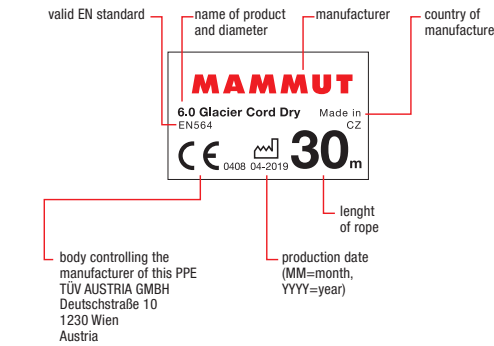 valid EN standard
name of product
and diameter
manufacturer
country of
manufacture
MAMMUT
6.0 Glacier Cord Dry
Made in
EN564
CZ
CE
0408
04-2019
30m
lenght
of rope
body controlling the
manufacturer of this PPE
TÜV AUSTRIA GMBH
Deutschstraße 10
1230 Wien
Austria
production date
(MM=month,
YYYY=year)